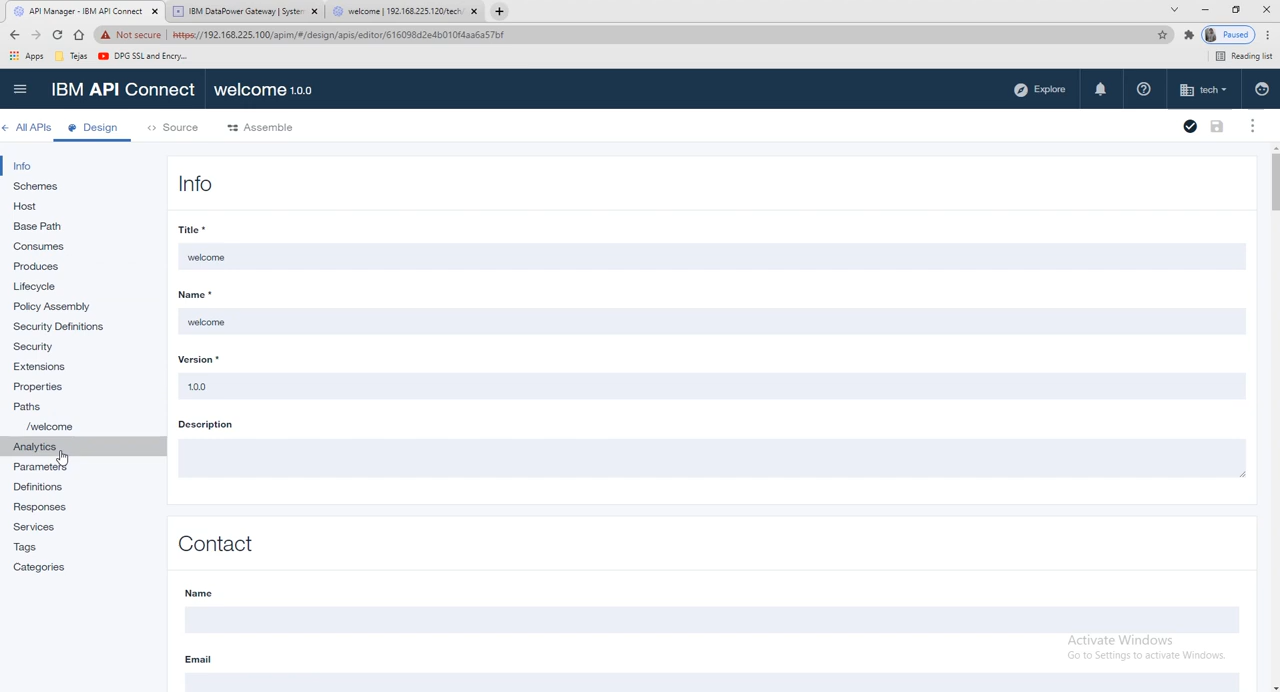 API Manager - IBM API Connect
IBM DataPower Gateway | System
welcome | 192.168.225.120/tech/
Not secure https://192.168.225.100/apim/#/design/apis/editor/616098d2e4b010f4aa6a57bf
Paused
Apps Tejas DPG SSL and Encry... Reading list
IBM API Connect welcome 1.0.0 Explore tech
All APIs Design Source Assemble
Info
Schemes
Host
Base Path
Consumes
Produces
Lifecycle
Policy Assembly
Security Definitions
Security
Extensions
Properties
Paths
/welcome
Analytics
Parameters
Definitions
Responses
Services
Tags
Categories
Info
Title *
welcome
Name *
welcome
Version *
1.0.0
Description
Contact
Name
Email
Activate Windows
Go to Settings to activate Windows.